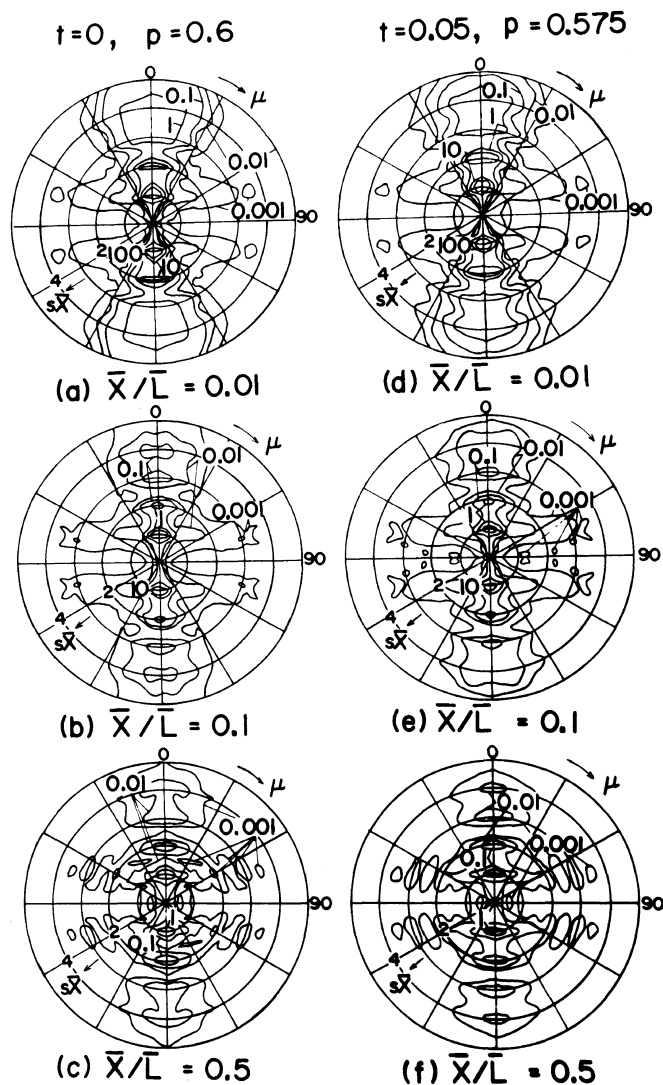 t=0, p=0.6
t=0.05, p=0.575
0
μ
0.1
1
0.01
0.001
90
2
100
10
4
sX̄
(a) X̄/L̄ = 0.01
0
μ
0.1
1
0.01
10
0.001
90
2
100
4
sX̄
(d) X̄/L̄ = 0.01
0
μ
0.01
0.1
0.001
1
90
2
10
4
sX̄
(b) X̄/L̄ = 0.1
0
μ
0.1
0.01
0.001
1
90
2
10
4
sX̄
(e) X̄/L̄ = 0.1
0
μ
0.01
0.001
90
1
2
0.1
4
sX̄
(c) X̄/L̄ = 0.5
0
μ
0.01
0.001
0.1
90
1
2
4
sX̄
(f) X̄/L̄ = 0.5